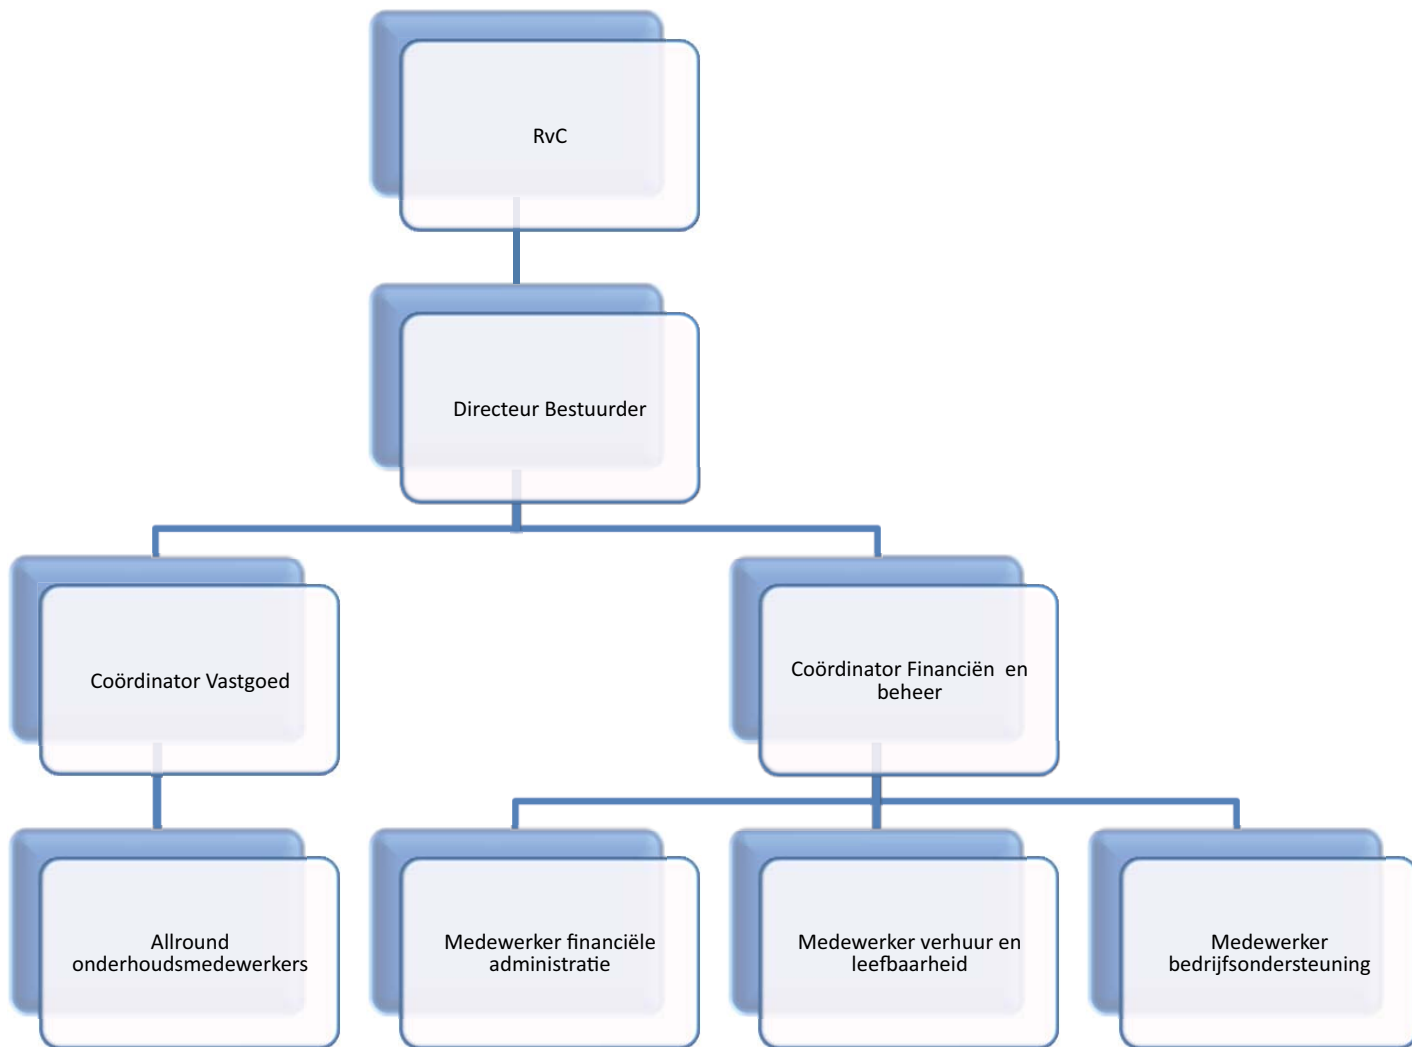 RvC
Directeur Bestuurder
Coördinator Vastgoed
Coördinator Financiën  en
beheer
Allround
onderhoudsmedewerkers
Medewerker financiële
administratie
Medewerker verhuur en
leefbaarheid
Medewerker
bedrijfsondersteuning